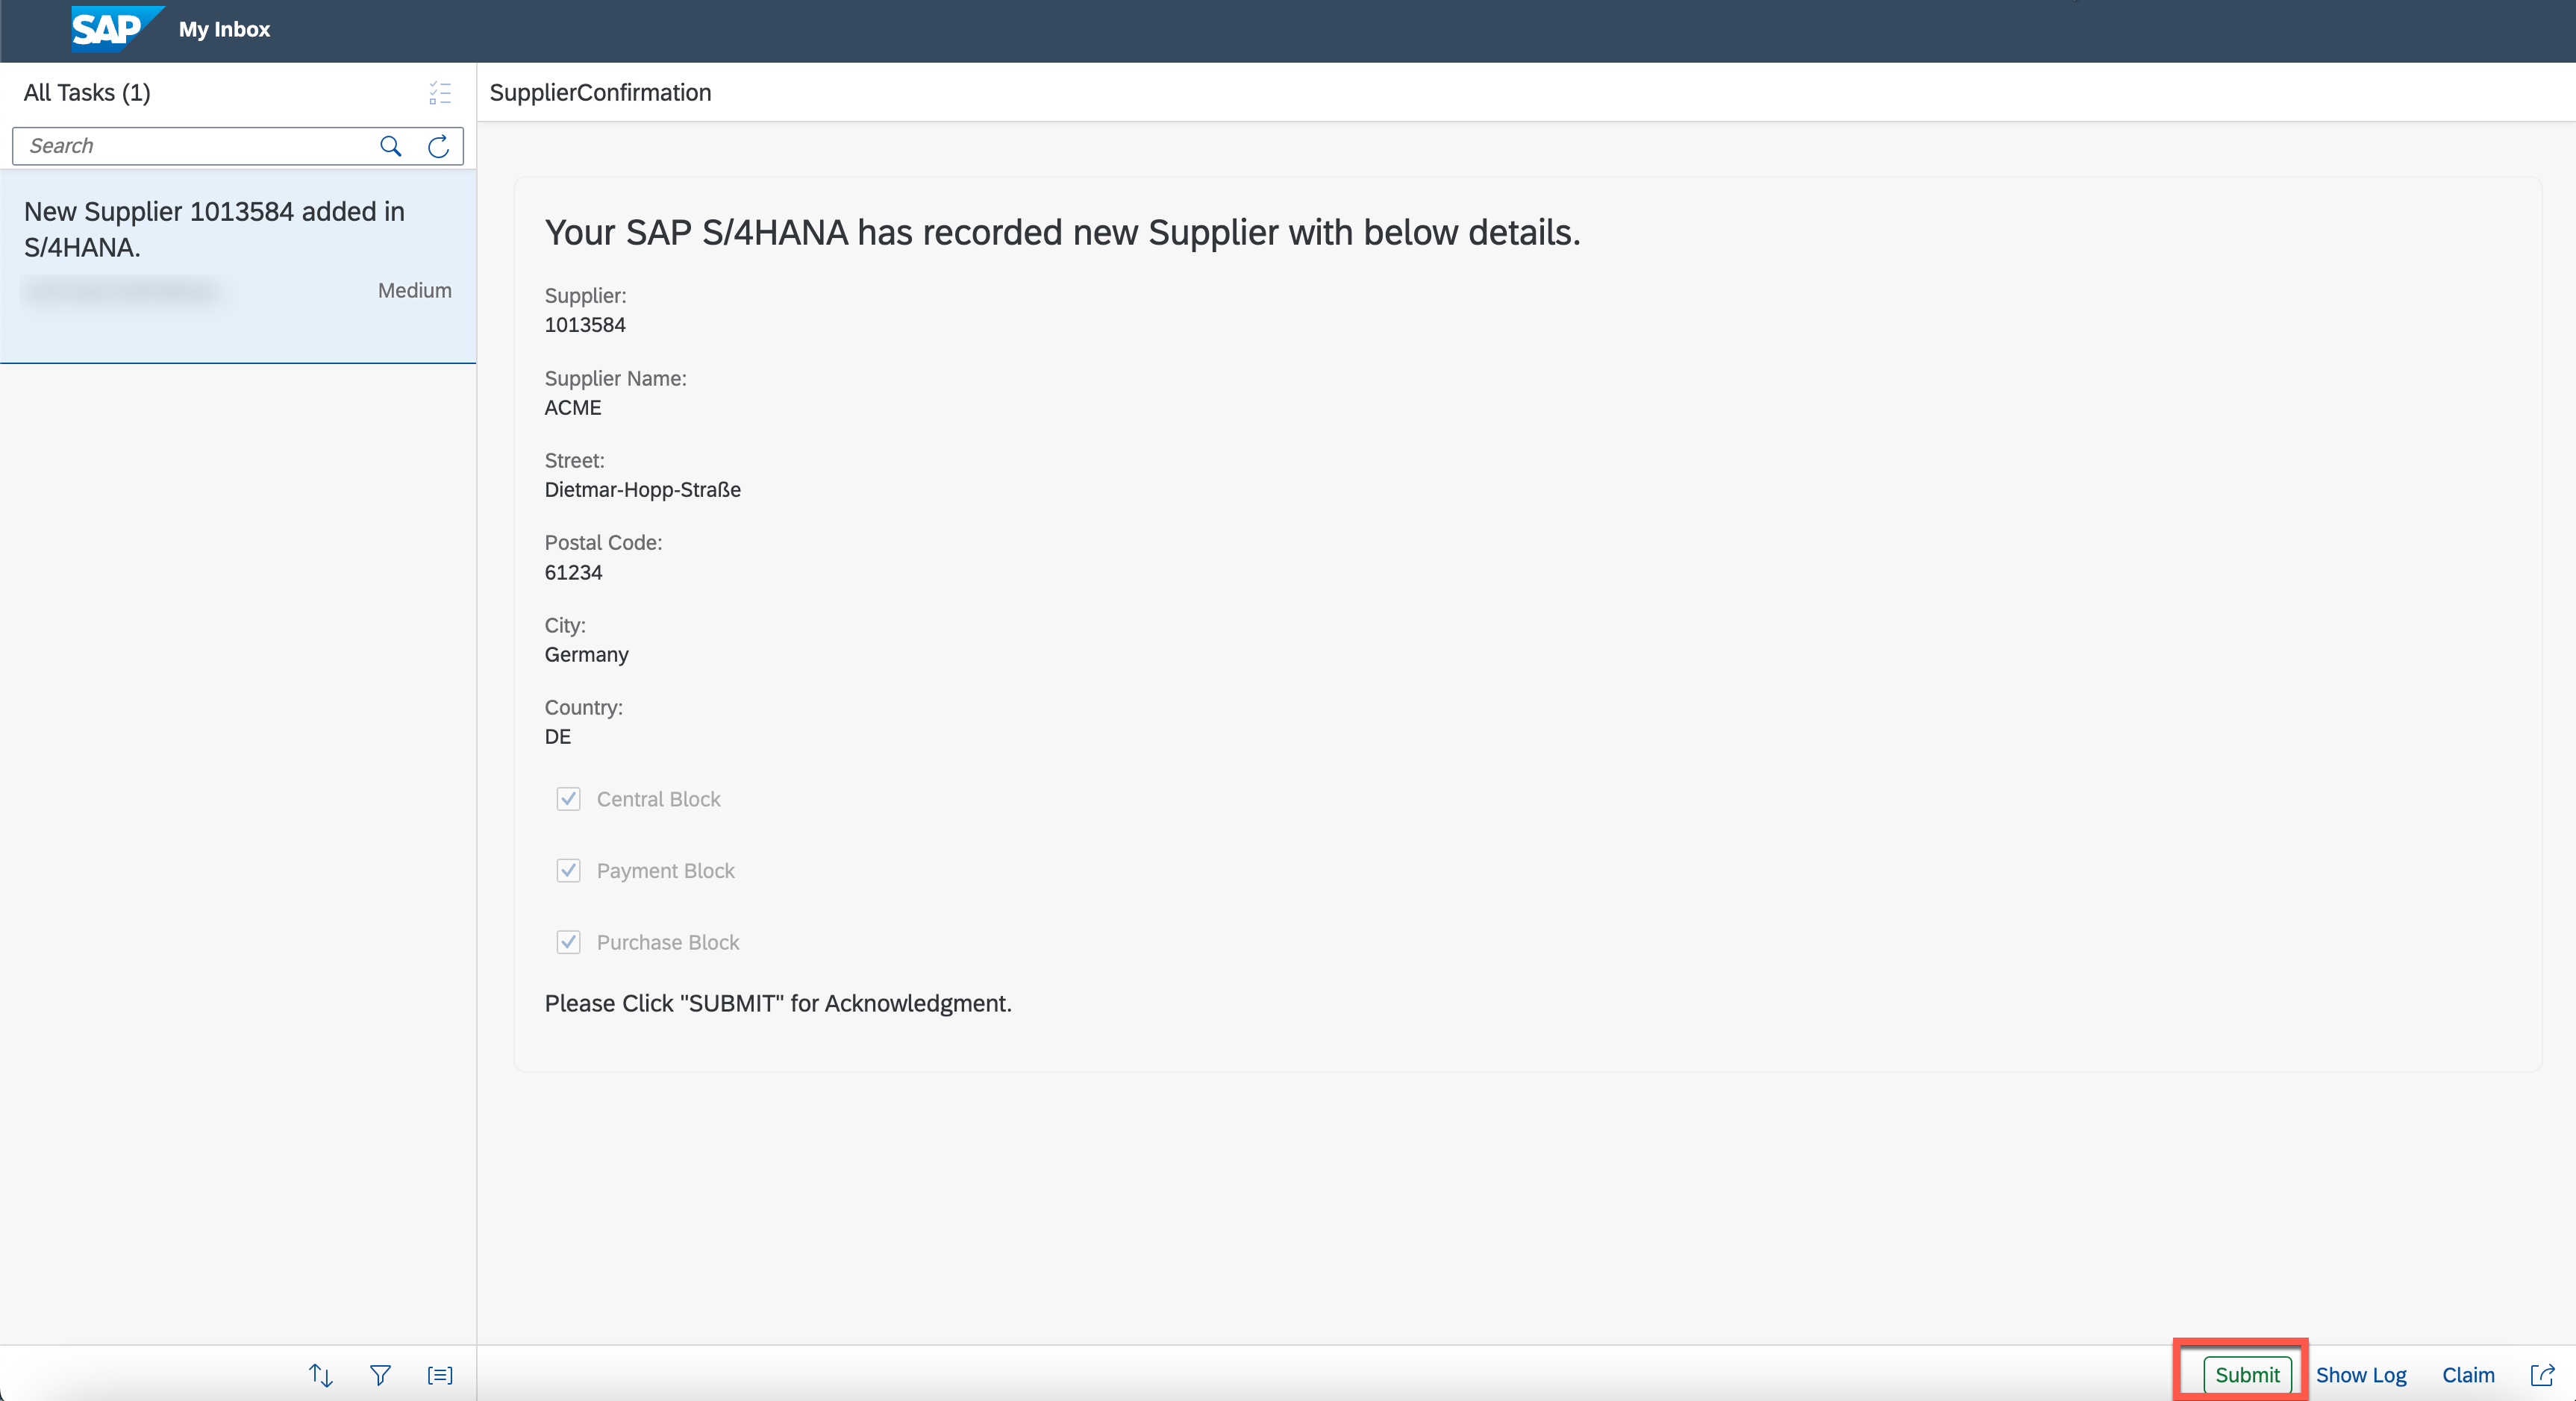 SAP My Inbox
All Tasks (1)
Search
New Supplier 1013584 added in
S/4HANA.
Medium
SupplierConfirmation
Your SAP S/4HANA has recorded new Supplier with below details.
Supplier:
1013584
Supplier Name:
ACME
Street:
Dietmar-Hopp-Straße
Postal Code:
61234
City:
Germany
Country:
DE
Central Block
Payment Block
Purchase Block
Please Click "SUBMIT" for Acknowledgment.
Submit Show Log Claim